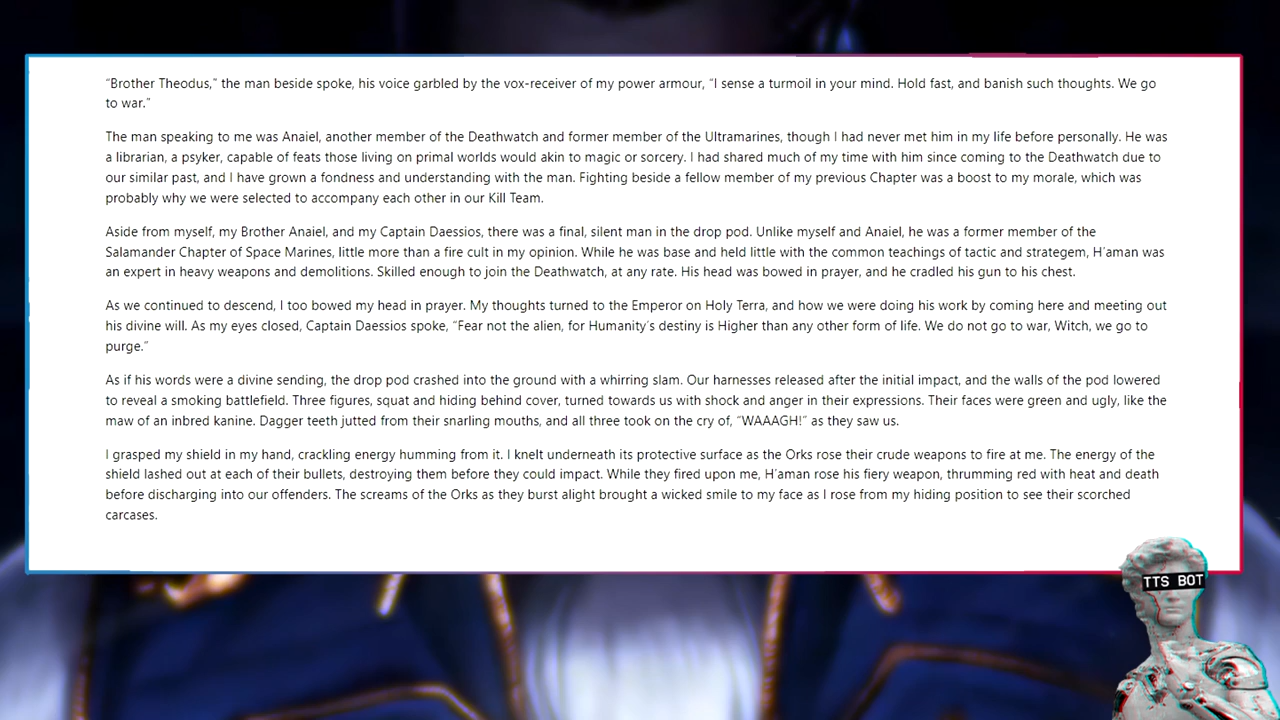 “Brother Theodus,” the man beside spoke, his voice garbled by the vox-receiver of my power armour, “I sense a turmoil in your mind. Hold fast, and banish such thoughts. We go
to war.”
The man speaking to me was Anaiel, another member of the Deathwatch and former member of the Ultramarines, though I had never met him in my life before personally. He was
a librarian, a psyker, capable of feats those living on primal worlds would akin to magic or sorcery. I had shared much of my time with him since coming to the Deathwatch due to
our similar past, and I have grown a fondness and understanding with the man. Fighting beside a fellow member of my previous Chapter was a boost to my morale, which was
probably why we were selected to accompany each other in our Kill Team.
Aside from myself, my Brother Anaiel, and my Captain Daessios, there was a final, silent man in the drop pod. Unlike myself and Anaiel, he was a former member of the
Salamander Chapter of Space Marines, little more than a fire cult in my opinion. While he was base and held little with the common teachings of tactic and strategem, H’aman was
an expert in heavy weapons and demolitions. Skilled enough to join the Deathwatch, at any rate. His head was bowed in prayer, and he cradled his gun to his chest.
As we continued to descend, I too bowed my head in prayer. My thoughts turned to the Emperor on Holy Terra, and how we were doing his work by coming here and meeting out
his divine will. As my eyes closed, Captain Daessios spoke, “Fear not the alien, for Humanity’s destiny is Higher than any other form of life. We do not go to war, Witch, we go to
purge.”
As if his words were a divine sending, the drop pod crashed into the ground with a whirring slam. Our harnesses released after the initial impact, and the walls of the pod lowered
to reveal a smoking battlefield. Three figures, squat and hiding behind cover, turned towards us with shock and anger in their expressions. Their faces were green and ugly, like the
maw of an inbred kanine. Dagger teeth jutted from their snarling mouths, and all three took on the cry of, “WAAAGH!” as they saw us.
I grasped my shield in my hand, crackling energy humming from it. I knelt underneath its protective surface as the Orks rose their crude weapons to fire at me. The energy of the
shield lashed out at each of their bullets, destroying them before they could impact. While they fired upon me, H’aman rose his fiery weapon, thrumming red with heat and death
before discharging into our offenders. The screams of the Orks as they burst alight brought a wicked smile to my face as I rose from my hiding position to see their scorched
carcases.
TTS BOT